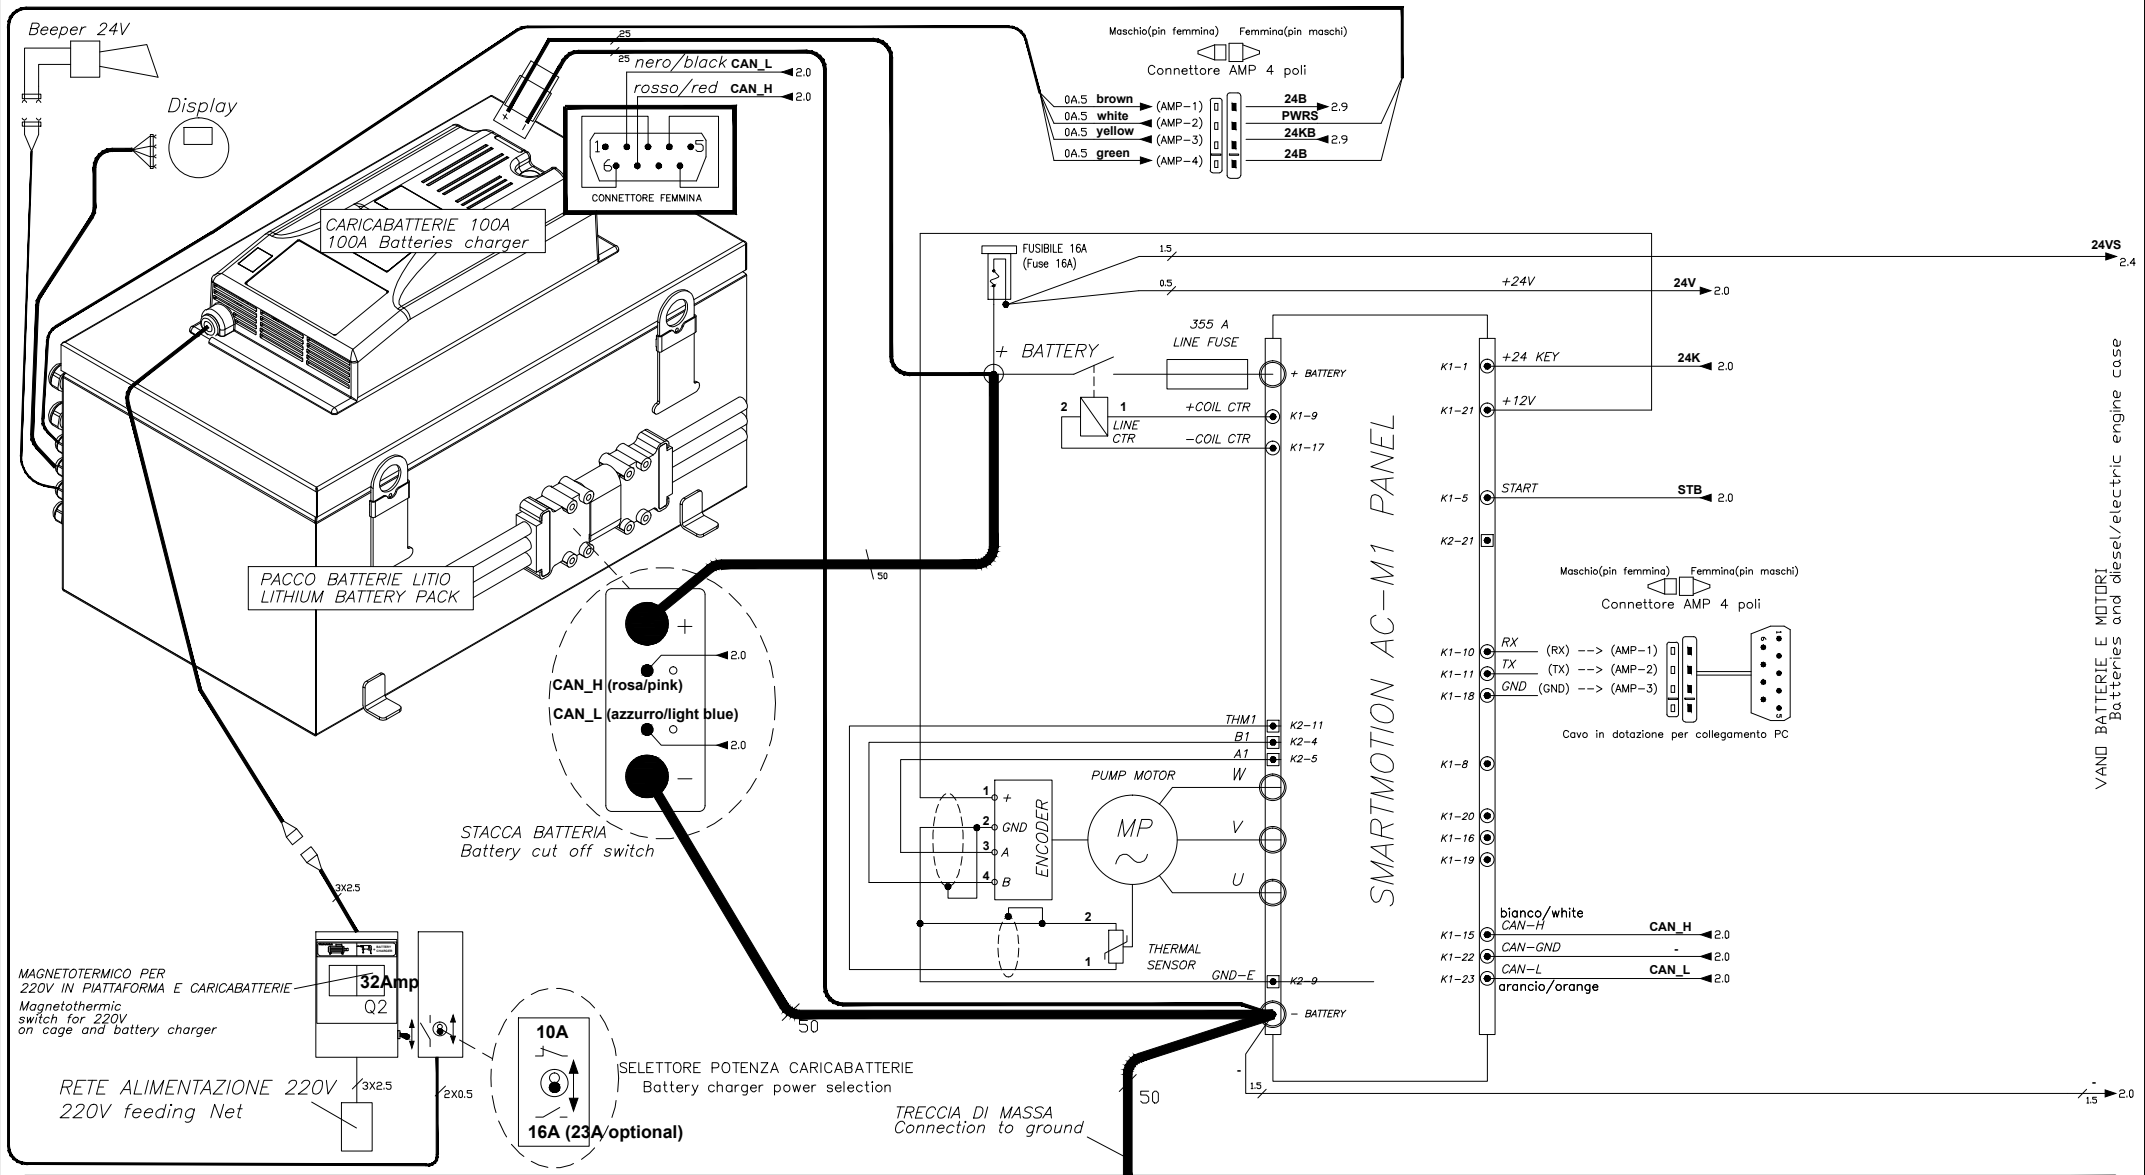 Beeper 24V
Display
25
25
nero/black CAN_L
2.0
rosso/red CAN_H
2.0
1
5
6
CONNETTORE FEMMINA
+
-
CARICABATTERIE 100A
100A Batteries charger
PACCO BATTERIE LITIO
LITHIUM BATTERY PACK
Maschio(pin femmina)
Femmina(pin maschi)
Connettore AMP 4 poli
0A.5 brown (AMP-1) 24B 2.9
0A.5 white (AMP-2) PWRS
0A.5 yellow (AMP-3) 24KB 2.9
0A.5 green (AMP-4) 24B
FUSIBILE 16A
(Fuse 16A)
1.5
24VS
2.4
0.5
+24V
24V
2.0
355 A
LINE FUSE
+ BATTERY
+ BATTERY
2
1
+COIL CTR
K1-9
LINE
CTR
-COIL CTR
K1-17
SMARTMOTION AC-M1 PANEL
K1-1
+24 KEY
24K
2.0
K1-21
+12V
K1-5
START
STB
2.0
K2-21
Maschio(pin femmina)
Femmina(pin maschi)
Connettore AMP 4 poli
K1-10
RX
(RX) --> (AMP-1)
K1-11
TX
(TX) --> (AMP-2)
K1-18
GND
(GND) --> (AMP-3)
1
6
5
Cavo in dotazione per collegamento PC
K1-8
K1-20
K1-16
K1-19
bianco/white
K1-15
CAN-H
CAN_H
2.0
K1-22
CAN-GND
-
2.0
K1-23
CAN-L
CAN_L
2.0
arancio/orange
VANO BATTERIE E MOTORI
Batteries and diesel/electric engine case
50
+
2.0
CAN_H (rosa/pink)
CAN_L (azzurro/light blue)
2.0
-
STACCA BATTERIA
Battery cut off switch
THM1
K2-11
B1
K2-4
A1
K2-5
PUMP MOTOR
W
V
U
MP
ENCODER
1
+
2
GND
3
A
4
B
2
1
THERMAL
SENSOR
GND-E
K2-9
- BATTERY
50
50
-
1.5
-
1.5
2.0
TRECCIA DI MASSA
Connection to ground
3X2.5
BATTERY
CHARGER
MAGNETOTERMICO PER
220V IN PIATTAFORMA E CARICABATTERIE
Magnetothermic
switch for 220V
on cage and battery charger
32Amp
Q2
RETE ALIMENTAZIONE 220V
220V feeding Net
3X2.5
2X0.5
10A
16A (23A optional)
SELETTORE POTENZA CARICABATTERIE
Battery charger power selection